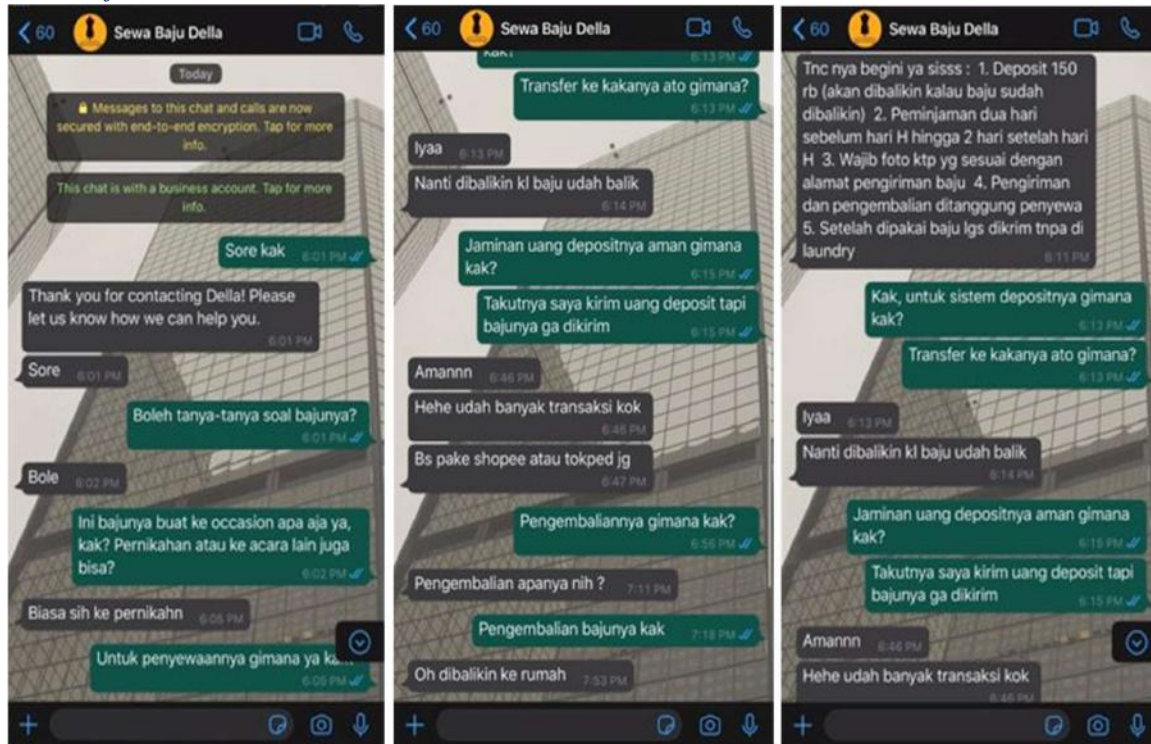 60 Sewa Baju Della
Today
Messages to this chat and calls are now
secured with end-to-end encryption. Tap for more
info.
This chat is with a business account. Tap for more
info.
Sore kak 6:01 PM
Thank you for contacting Della! Please
let us know how we can help you.
6:01 PM
Sore 6:01 PM
Boleh tanya-tanya soal bajunya?
6:01 PM
Bole 6:02 PM
Ini bajunya buat ke occasion apa aja ya,
kak? Pernikahan atau ke acara lain juga
bisa? 6:02 PM
Biasa sih ke pernikahn 6:05 PM
Untuk penyewaannya gimana ya
6:05 PM
60 Sewa Baju Della
6:13 PM
Transfer ke kakanya ato gimana?
6:13 PM
Iyaa 6:13 PM
Nanti dibalikin kl baju udah balik
6:14 PM
Jaminan uang depositnya aman gimana
kak? 6:15 PM
Takutnya saya kirim uang deposit tapi
bajunya ga dikirim 6:15 PM
Amannn 6:46 PM
Hehe udah banyak transaksi kok
6:46 PM
Bs pake shopee atau tokped jg
6:47 PM
Pengembaliannya gimana kak?
6:56 PM
Pengembalian apanya nih ? 7:11 PM
Pengembalian bajunya kak 7:18 PM
Oh dibalikin ke rumah 7:53 PM
60 Sewa Baju Della
Tnc nya begini ya sisss : 1. Deposit 150
rb (akan dibalikin kalau baju sudah
dibalikin) 2. Peminjaman dua hari
sebelum hari H hingga 2 hari setelah hari
H 3. Wajib foto ktp yg sesuai dengan
alamat pengiriman baju 4. Pengiriman
dan pengembalian ditanggung penyewa
5. Setelah dipakai baju lgs dikrim tnpa di
laundry 6:11 PM
Kak, untuk sistem depositnya gimana
kak? 6:13 PM
Transfer ke kakanya ato gimana?
6:13 PM
Iyaa 6:13 PM
Nanti dibalikin kl baju udah balik
6:14 PM
Jaminan uang depositnya aman gimana
kak? 6:15 PM
Takutnya saya kirim uang deposit tapi
bajunya ga dikirim 6:15 PM
Amannn 6:46 PM
Hehe udah banyak transaksi kok
6:46 PM